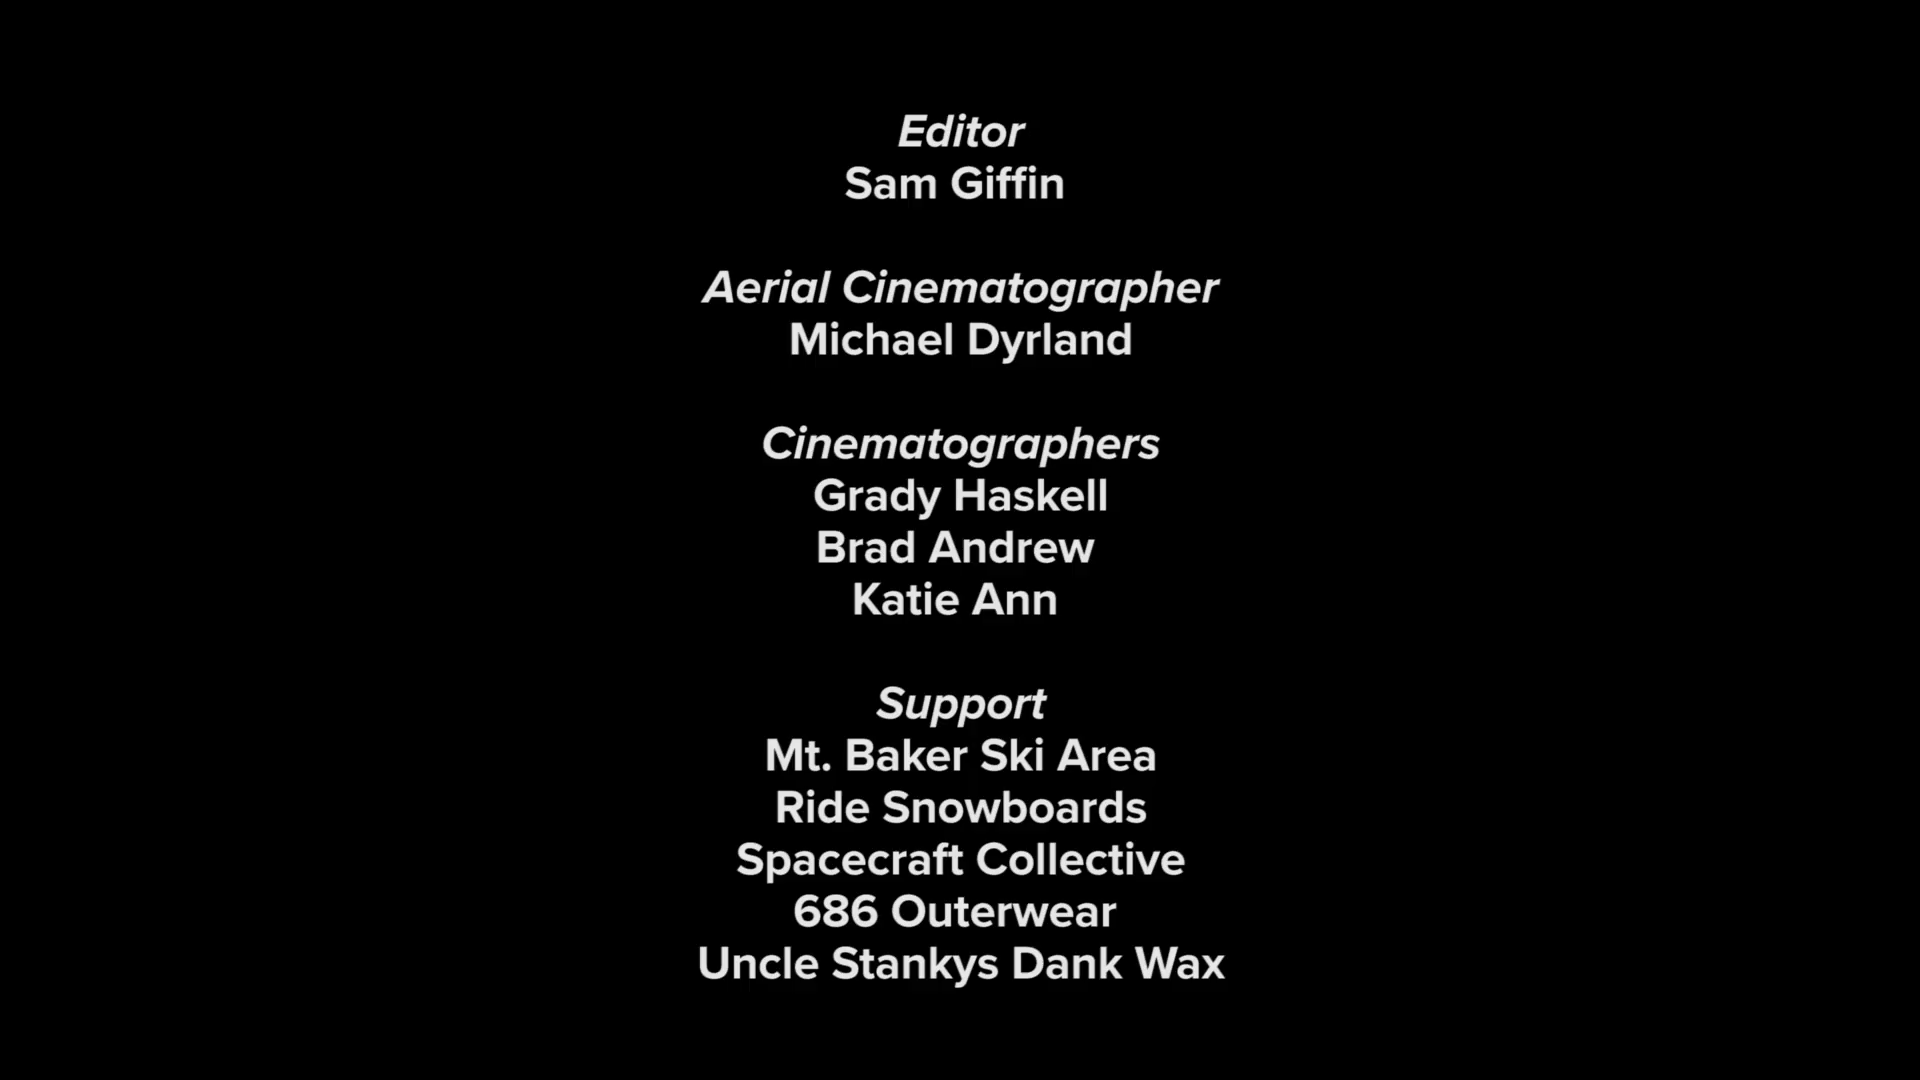 Editor
Sam Giffin
Aerial Cinematographer
Michael Dyrland
Cinematographers
Grady Haskell
Brad Andrew
Katie Ann
Support
Mt. Baker Ski Area
Ride Snowboards
Spacecraft Collective
686 Outerwear
Uncle Stankys Dank Wax